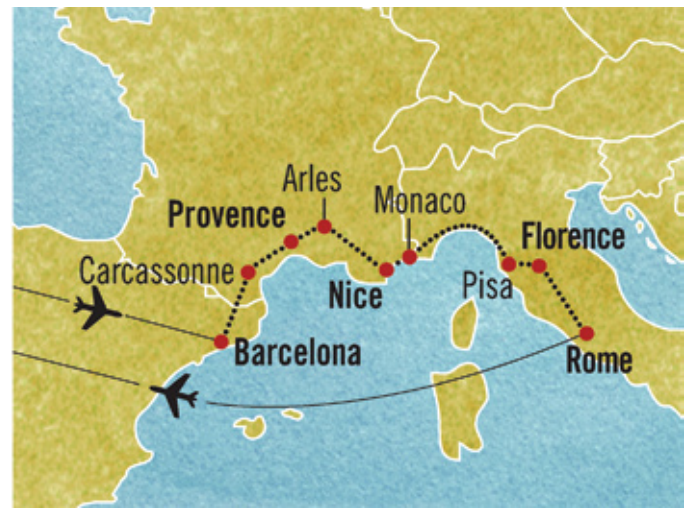 Arles
Provence
Monaco
Carcassonne
Florence
Nice
Pisa
Barcelona
Rome